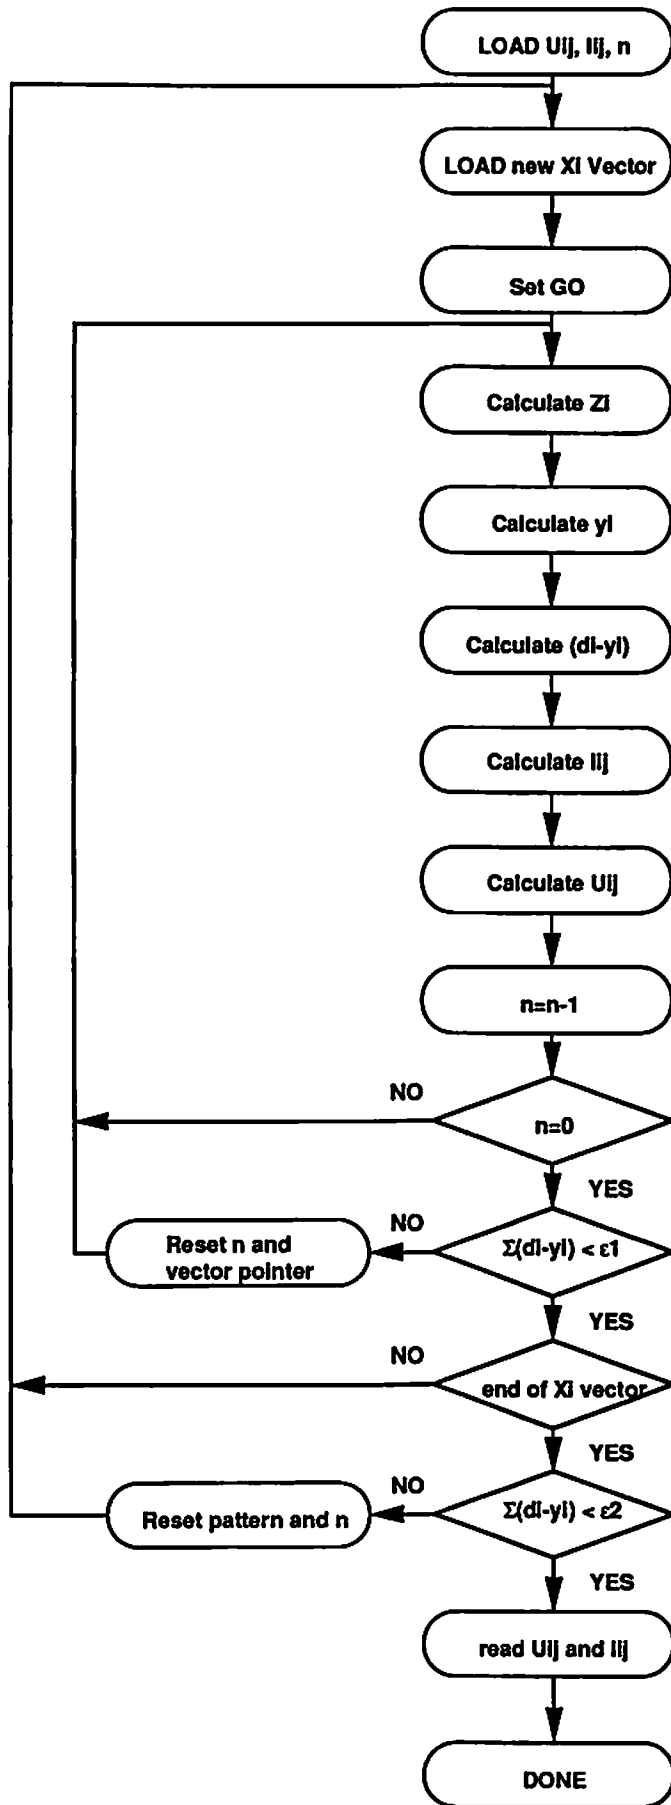 LOAD Uij, Iij, n
LOAD new Xi Vector
Set GO
Calculate Zi
Calculate yi
Calculate (di-yi)
Calculate Iij
Calculate Uij
n=n-1
NO
n=0
YES
NO
Reset n and
vector pointer
Σ(di-yi) < ε1
YES
NO
end of Xi vector
YES
NO
Reset pattern and n
Σ(di-yi) < ε2
YES
read Uij and Iij
DONE